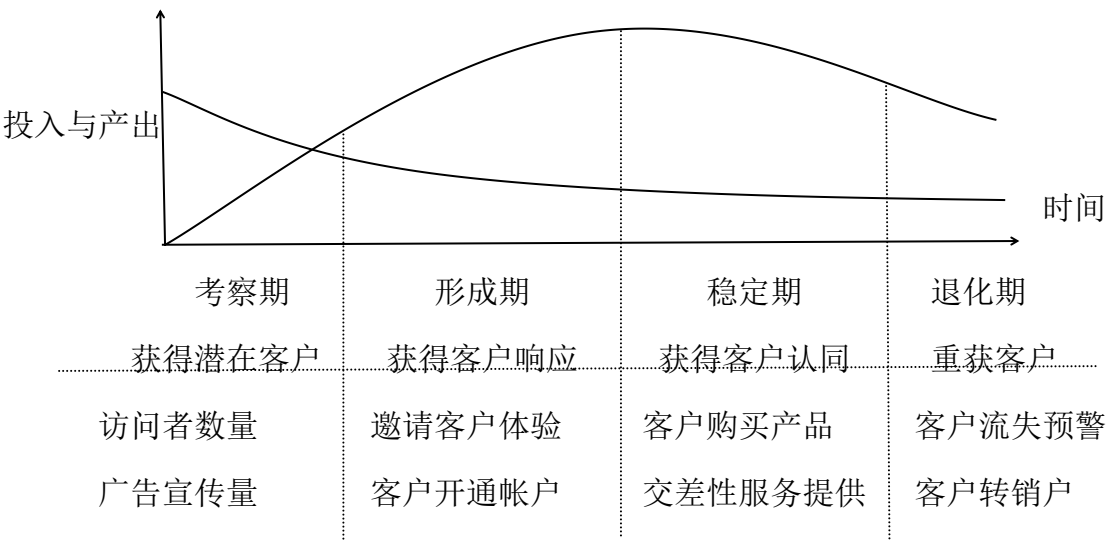 投入与产出
时间
考察期 形成期 稳定期 退化期
获得潜在客户 获得客户响应 获得客户认同 重获客户
访问者数量 邀请客户体验 客户购买产品 客户流失预警
广告宣传量 客户开通帐户 交差性服务提供 客户转销户